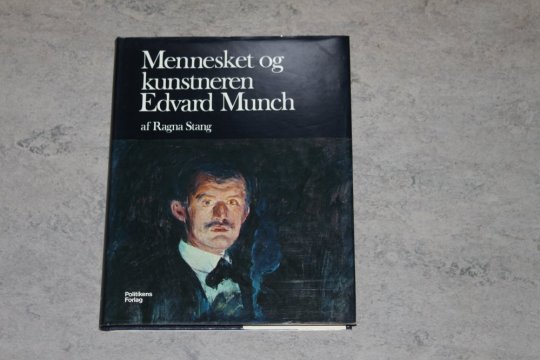 Mennesket og
kunstneren
Edvard Munch
af Ragna Stang
Politikens
Forlag